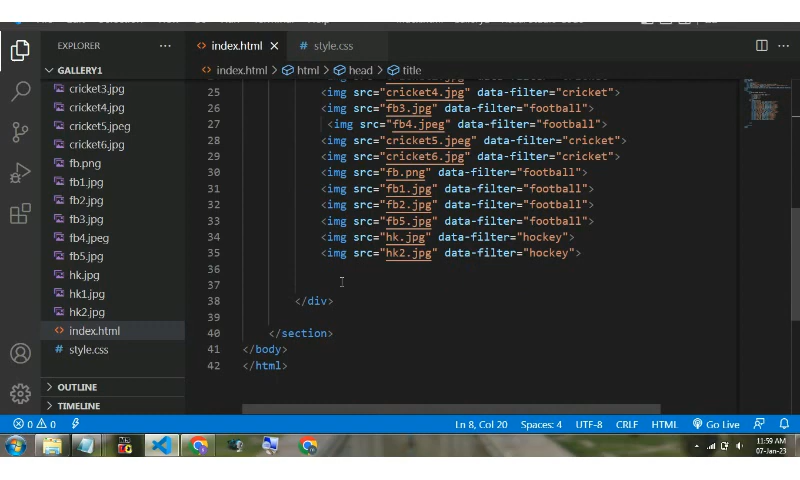 EXPLORER
index.html
style.css
GALLERY1
index.html > html > head > title
cricket3.jpg
cricket4.jpg
cricket5.jpeg
cricket6.jpg
fb.png
fb1.jpg
fb2.jpg
fb3.jpg
fb4.jpeg
fb5.jpg
hk.jpg
hk1.jpg
hk2.jpg
index.html
style.css
OUTLINE
TIMELINE
25 <img src="cricket4.jpg" data-filter="cricket">
26 <img src="fb3.jpg" data-filter="football">
27 <img src="fb4.jpeg" data-filter="football">
28 <img src="cricket5.jpeg" data-filter="cricket">
29 <img src="cricket6.jpg" data-filter="cricket">
30 <img src="fb.png" data-filter="football">
31 <img src="fb1.jpg" data-filter="football">
32 <img src="fb2.jpg" data-filter="football">
33 <img src="fb5.jpg" data-filter="football">
34 <img src="hk.jpg" data-filter="hockey">
35 <img src="hk2.jpg" data-filter="hockey">
36
37
38 </div>
39
40 </section>
41 </body>
42 </html>
0 0 Ln 8, Col 20 Spaces: 4 UTF-8 CRLF HTML Go Live
11:59 AM
07-Jan-23